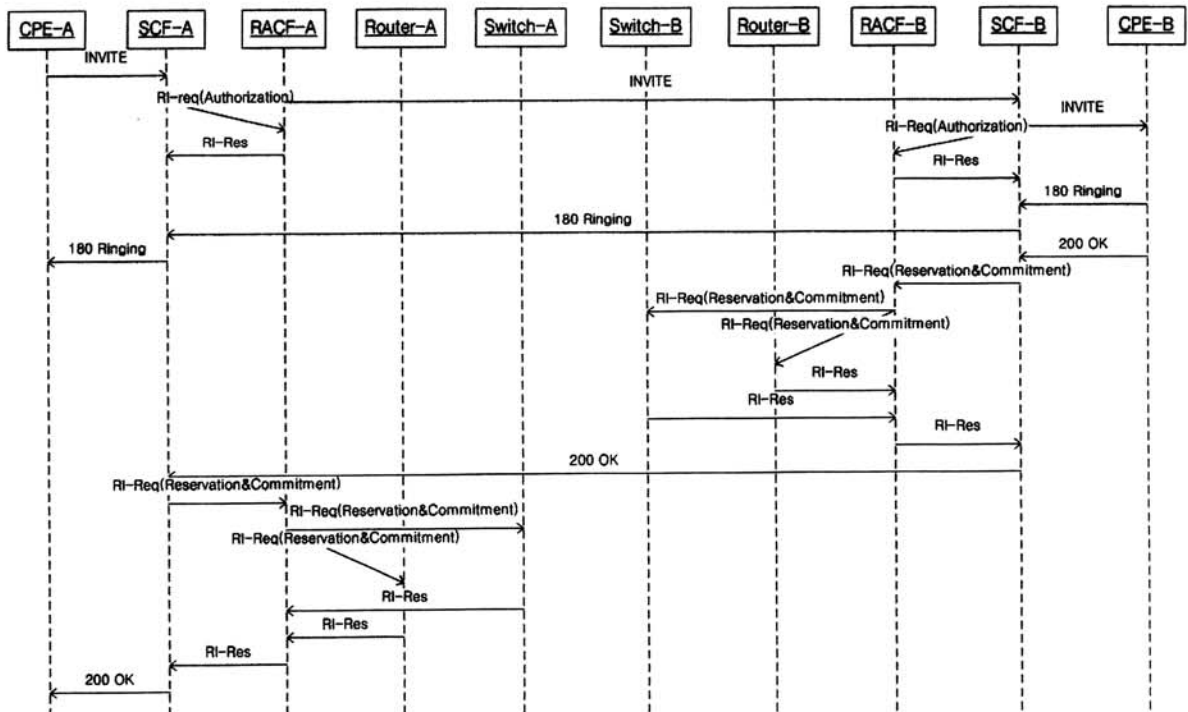 CPE-A SCF-A RACF-A Router-A Switch-A Switch-B Router-B RACF-B SCF-B CPE-B
INVITE
INVITE
RI-req(Authorization)
INVITE
RI-Req(Authorization)
RI-Res
RI-Res
180 Ringing
180 Ringing
180 Ringing
200 OK
RI-Req(Reservation&Commitment)
RI-Req(Reservation&Commitment)
RI-Req(Reservation&Commitment)
RI-Res
RI-Res
RI-Res
200 OK
RI-Req(Reservation&Commitment)
RI-Req(Reservation&Commitment)
RI-Req(Reservation&Commitment)
RI-Res
RI-Res
RI-Res
200 OK